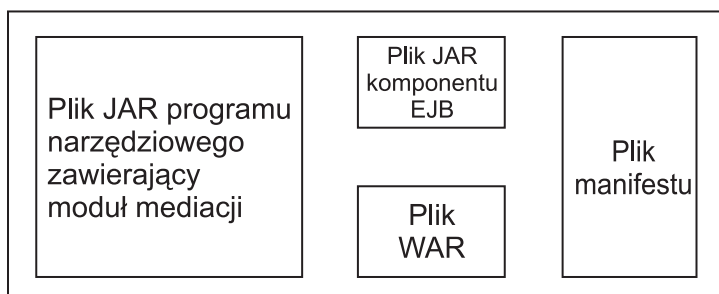 Plik JAR programu
narzędziowego
zawierający
moduł mediacji
Plik JAR
komponentu
EJB
Plik
WAR
Plik
manifestu